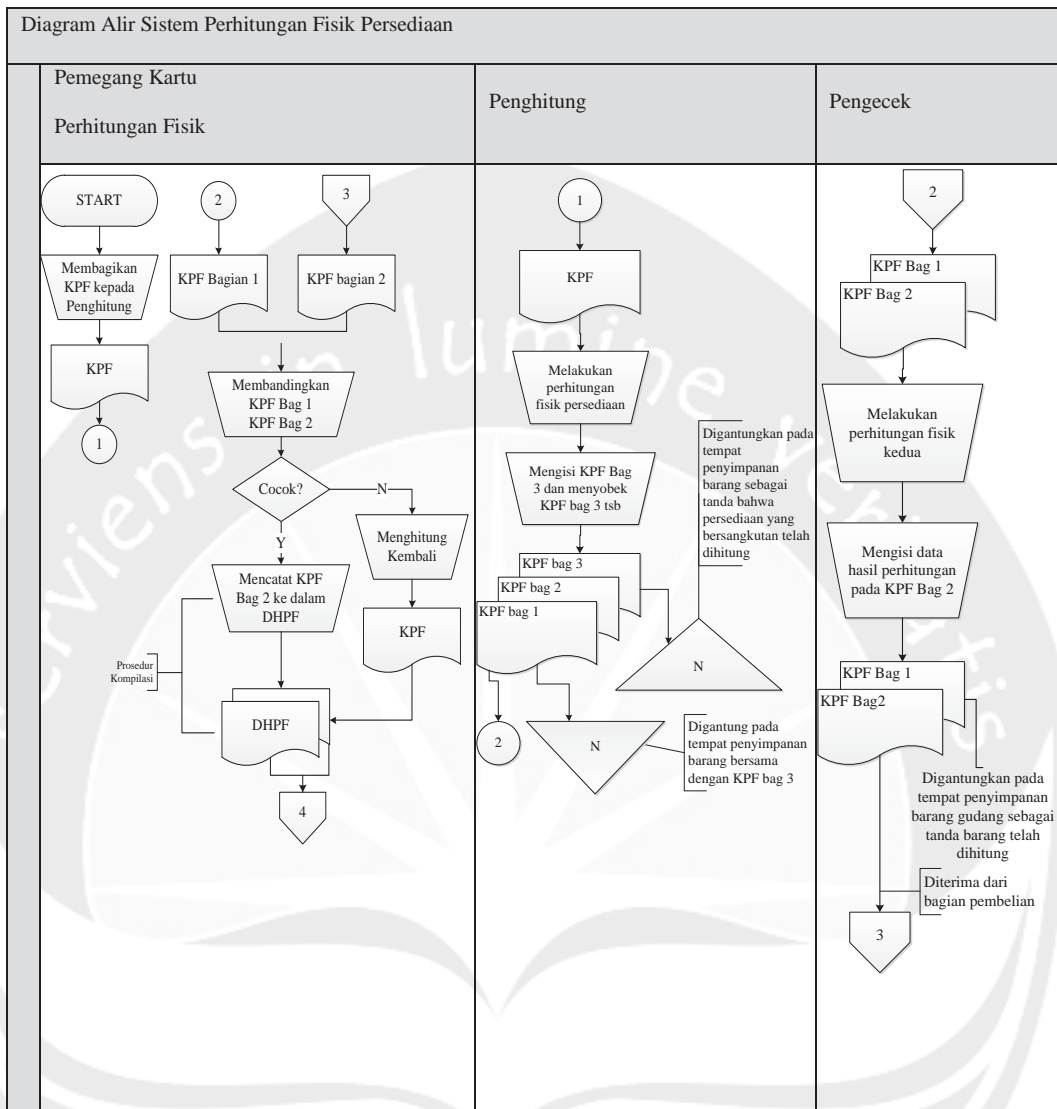 Diagram Alir Sistem Perhitungan Fisik Persediaan
Pemegang Kartu
Perhitungan Fisik
Penghitung
Pengecek
START
Membagikan
KPF kepada
Penghitung
KPF
1
2
KPF Bagian 1
3
KPF bagian 2
Membandingkan
KPF Bag 1
KPF Bag 2
Cocok?
N
Y
Menghitung
Kembali
KPF
Mencatat KPF
Bag 2 ke dalam
DHPF
Prosedur
Kompilasi
DHPF
4
1
KPF
Melakukan
perhitungan
fisik persediaan
Mengisi KPF Bag
3 dan menyobek
KPF bag 3 tsb
KPF bag 3
KPF bag 2
KPF bag 1
Digantungkan pada
tempat
penyimpanan
barang sebagai
tanda bahwa
persediaan yang
bersangkutan telah
dihitung
N
2
N
Digantung pada
tempat penyimpanan
barang bersama
dengan KPF bag 3
2
KPF Bag 1
KPF Bag 2
Melakukan
perhitungan fisik
kedua
Mengisi data
hasil perhitungan
pada KPF Bag 2
KPF Bag 1
KPF Bag2
Digantungkan pada
tempat penyimpanan
barang gudang sebagai
tanda barang telah
dihitung
Diterima dari
bagian pembelian
3
serviens in lumine veritatis